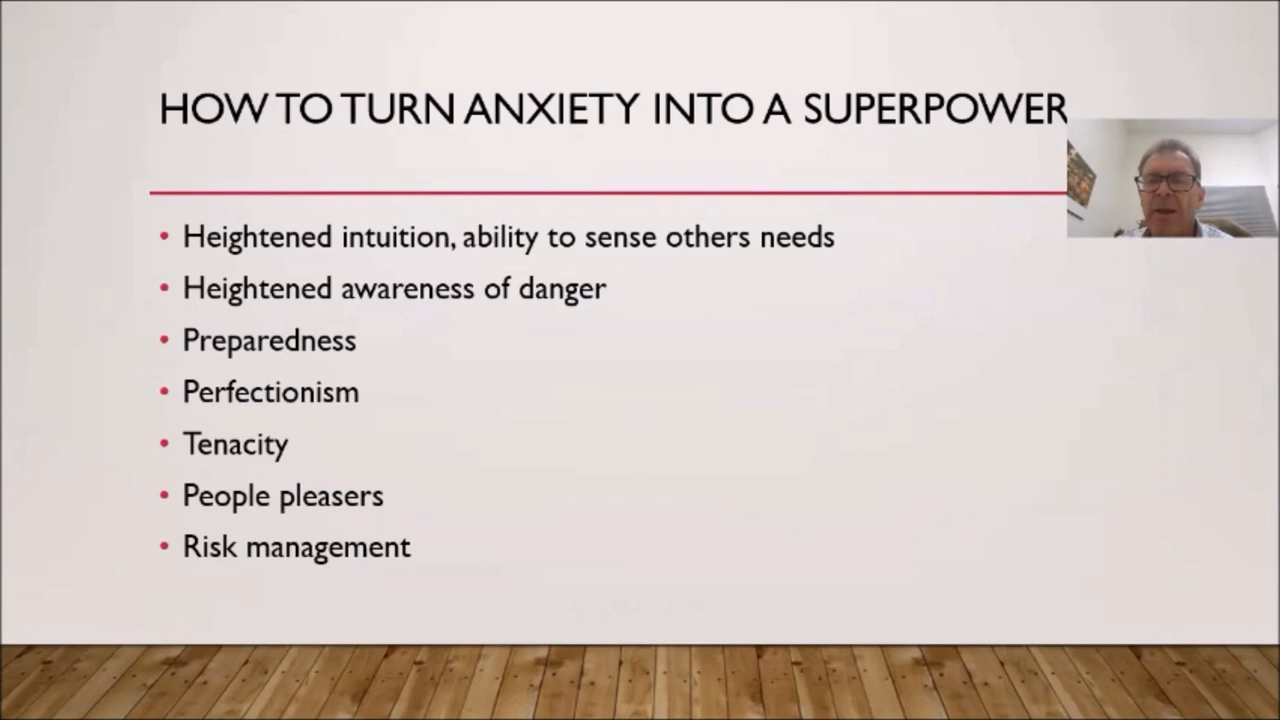 HOW TO TURN ANXIETY INTO A SUPERPOWER
• Heightened intuition, ability to sense others needs
• Heightened awareness of danger
• Preparedness
• Perfectionism
• Tenacity
• People pleasers
• Risk management